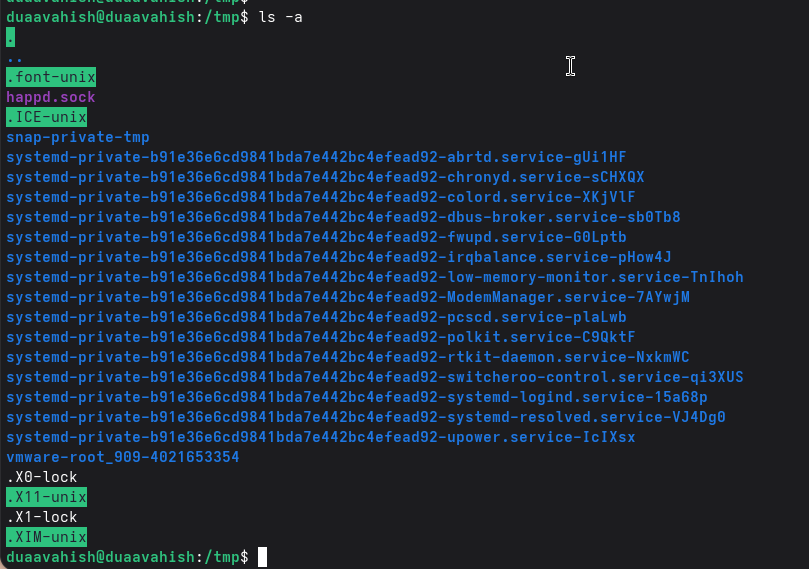 duaavahish@duaavahish:/tmp$ ls -a
.
..
.font-unix
happd.sock
.ICE-unix
snap-private-tmp
systemd-private-b91e36e6cd9841bda7e442bc4efead92-abrtd.service-gUi1HF
systemd-private-b91e36e6cd9841bda7e442bc4efead92-chronyd.service-sCHXQX
systemd-private-b91e36e6cd9841bda7e442bc4efead92-colord.service-XKjVlF
systemd-private-b91e36e6cd9841bda7e442bc4efead92-dbus-broker.service-sb0Tb8
systemd-private-b91e36e6cd9841bda7e442bc4efead92-fwupd.service-G0Lptb
systemd-private-b91e36e6cd9841bda7e442bc4efead92-irqbalance.service-pHow4J
systemd-private-b91e36e6cd9841bda7e442bc4efead92-low-memory-monitor.service-TnIhoh
systemd-private-b91e36e6cd9841bda7e442bc4efead92-ModemManager.service-7AYwjM
systemd-private-b91e36e6cd9841bda7e442bc4efead92-pcscd.service-plaLwb
systemd-private-b91e36e6cd9841bda7e442bc4efead92-polkit.service-C9QktF
systemd-private-b91e36e6cd9841bda7e442bc4efead92-rtkit-daemon.service-NxkmWC
systemd-private-b91e36e6cd9841bda7e442bc4efead92-switcheroo-control.service-qi3XUS
systemd-private-b91e36e6cd9841bda7e442bc4efead92-systemd-logind.service-15a68p
systemd-private-b91e36e6cd9841bda7e442bc4efead92-systemd-resolved.service-VJ4Dg0
systemd-private-b91e36e6cd9841bda7e442bc4efead92-upower.service-IcIXsx
vmware-root_909-4021653354
.X0-lock
.X11-unix
.X1-lock
.XIM-unix
duaavahish@duaavahish:/tmp$